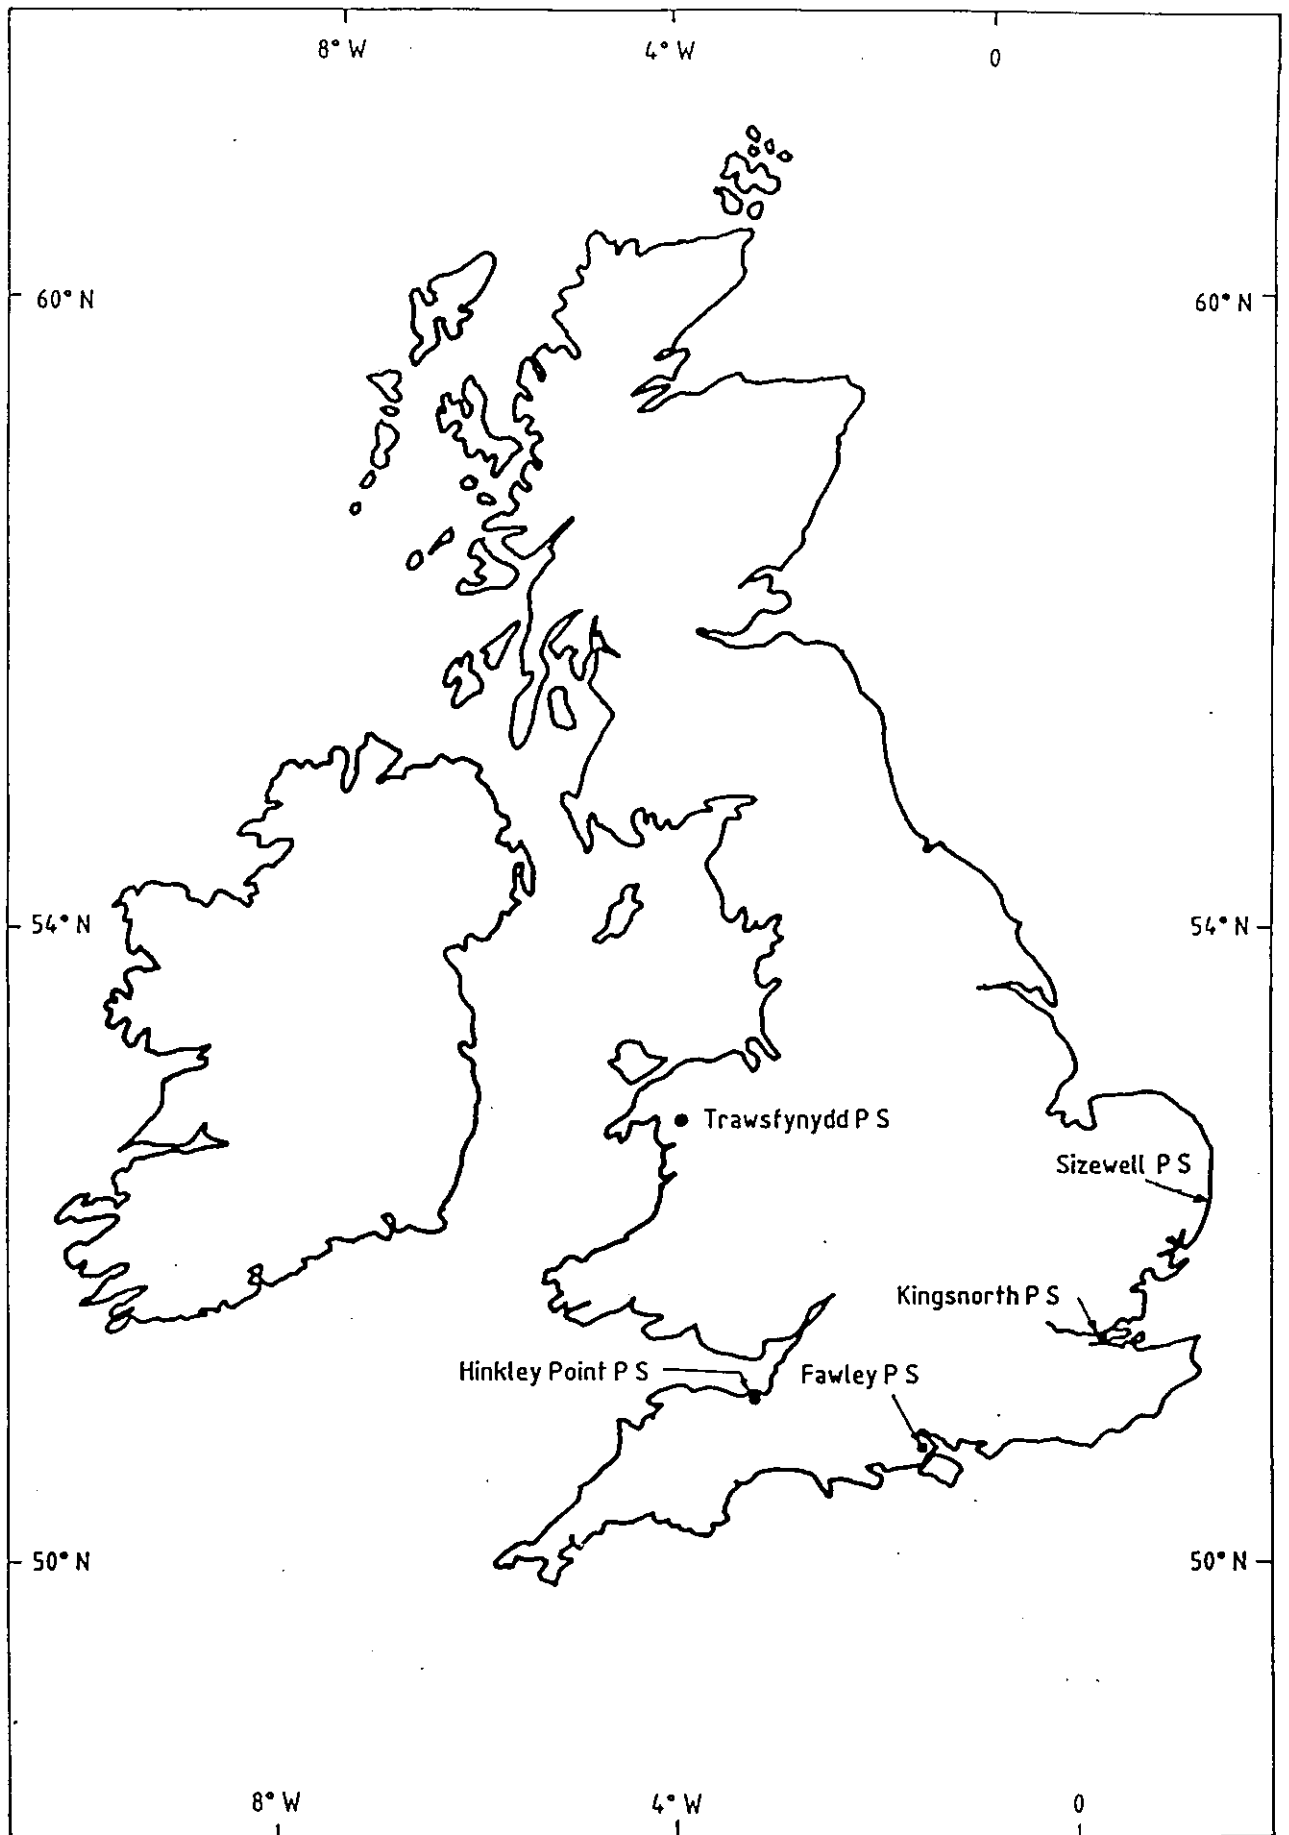 8° W 4° W 0
60° N 60° N
54° N 54° N
Trawsfynydd P S
Sizewell P S
Kingsnorth P S
Hinkley Point P S Fawley P S
50° N 50° N
8° W 4° W 0